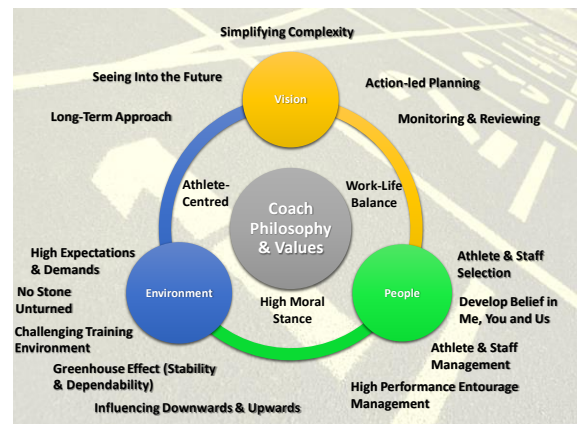 Simplifying Complexity
Vision
Seeing Into the Future
Action-led Planning
Long-Term Approach
Monitoring & Reviewing
Athlete-
Centred
Work-Life
Balance
Coach
Philosophy
& Values
High Moral
Stance
Environment
High Expectations
& Demands
No Stone
Unturned
Challenging Training
Environment
Greenhouse Effect (Stability
& Dependability)
Influencing Downwards & Upwards
People
Athlete & Staff
Selection
Develop Belief in
Me, You and Us
Athlete & Staff
Management
High Performance Entourage
Management